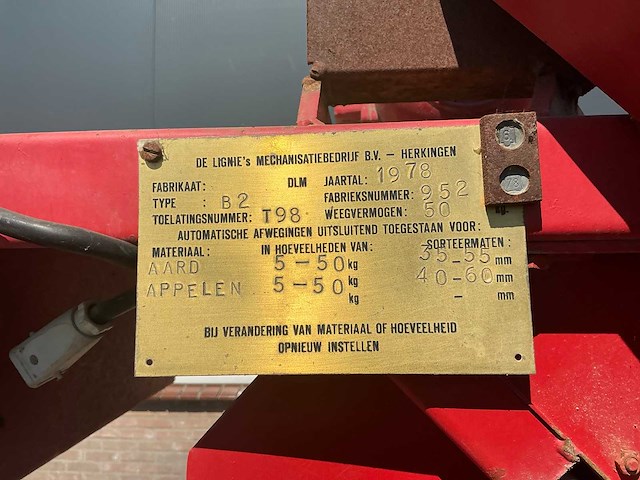 DE LIGNIE's MECHANISATIEBEDRIJF B.V. – HERKINGEN
FABRIKAAT: DLM JAARTAL: 1978
TYPE : B2 FABRIEKSNUMMER: 952
TOELATINGSNUMMER: T98 WEEGVERMOGEN: 50 kg.
AUTOMATISCHE AFWEGINGEN UITSLUITEND TOEGESTAAN VOOR:
MATERIAAL: IN HOEVEELHEDEN VAN: SORTEERMATEN:
AARD 5–50 kg 35–55 mm
APPELEN 5–50 kg 40–60 mm
kg – mm
BIJ VERANDERING VAN MATERIAAL OF HOEVEELHEID
OPNIEUW INSTELLEN